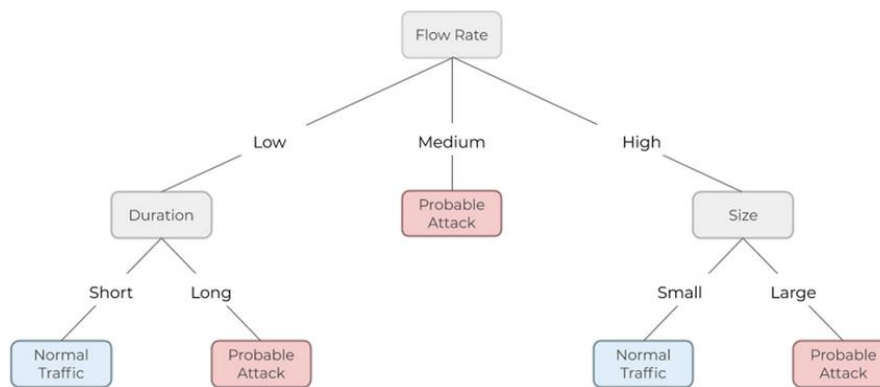 Flow Rate
Low
Medium
High
Duration
Probable
Attack
Size
Short
Long
Small
Large
Normal
Traffic
Probable
Attack
Normal
Traffic
Probable
Attack